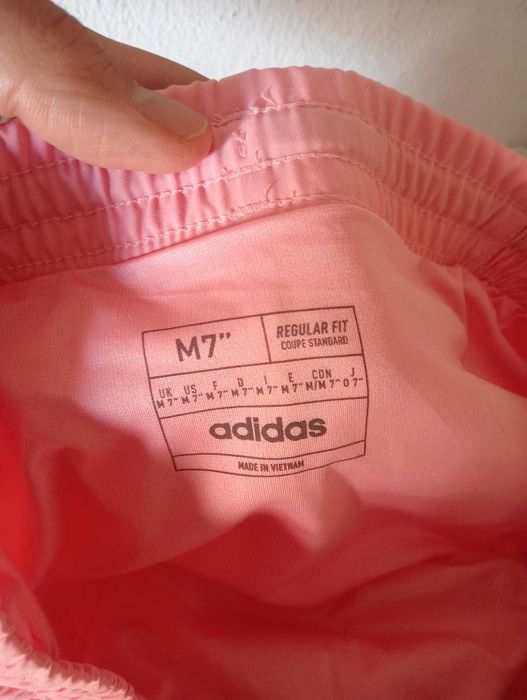 M7"
REGULAR FIT
COUPE STANDARD
UK US F D I E CDN J
M 7" M 7" M 7" M 7" M 7" M 7" M/M 7" O 7"
adidas
MADE IN VIETNAM